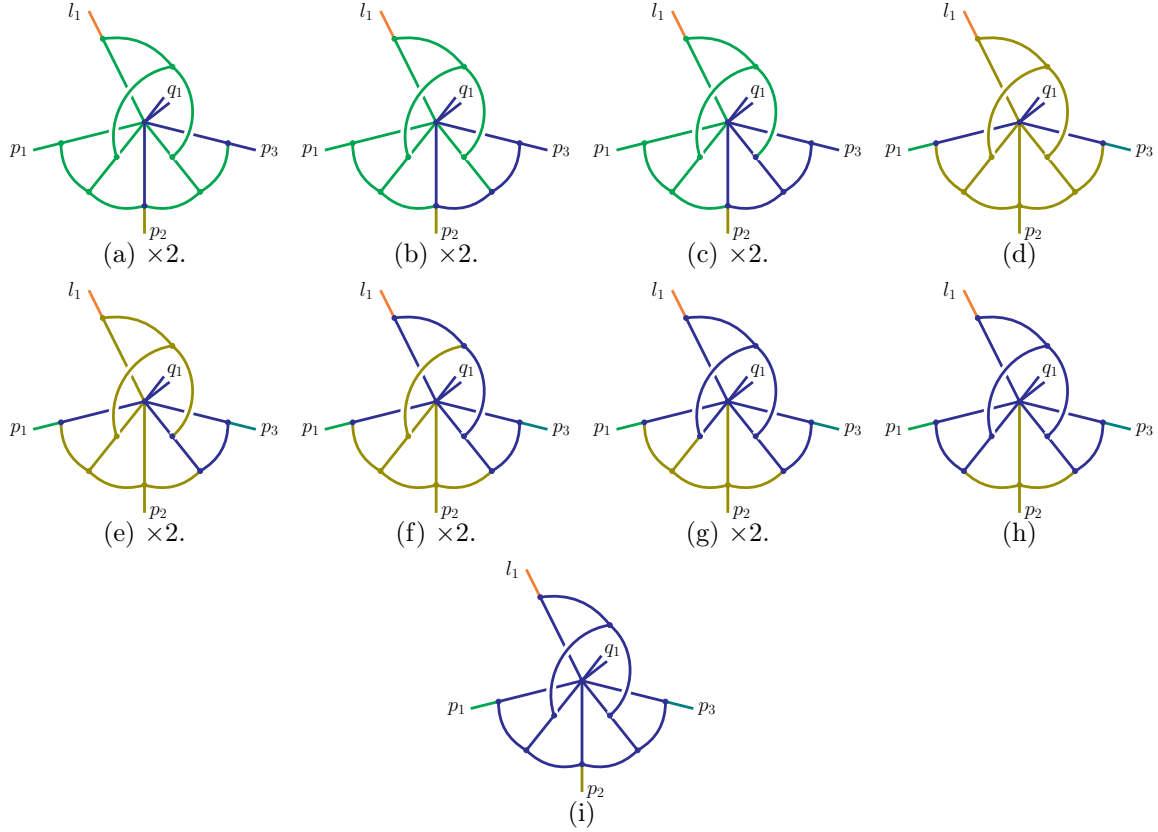 l₁ l₁ l₁ l₁
q₁ q₁ q₁ q₁
p₁ p₃ p₁ p₃ p₁ p₃ p₁ p₃
p₂ p₂ p₂ p₂
(a) ×2. (b) ×2. (c) ×2. (d)
l₁ l₁ l₁ l₁
q₁ q₁ q₁ q₁
p₁ p₃ p₁ p₃ p₁ p₃ p₁ p₃
p₂ p₂ p₂ p₂
(e) ×2. (f) ×2. (g) ×2. (h)
l₁
q₁
p₁ p₃
p₂
(i)